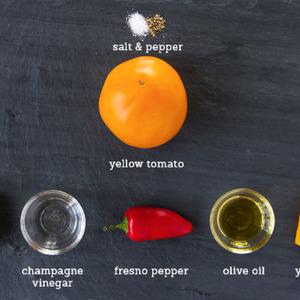 salt & pepper
yellow tomato
champagne
vinegar
fresno pepper
olive oil
y